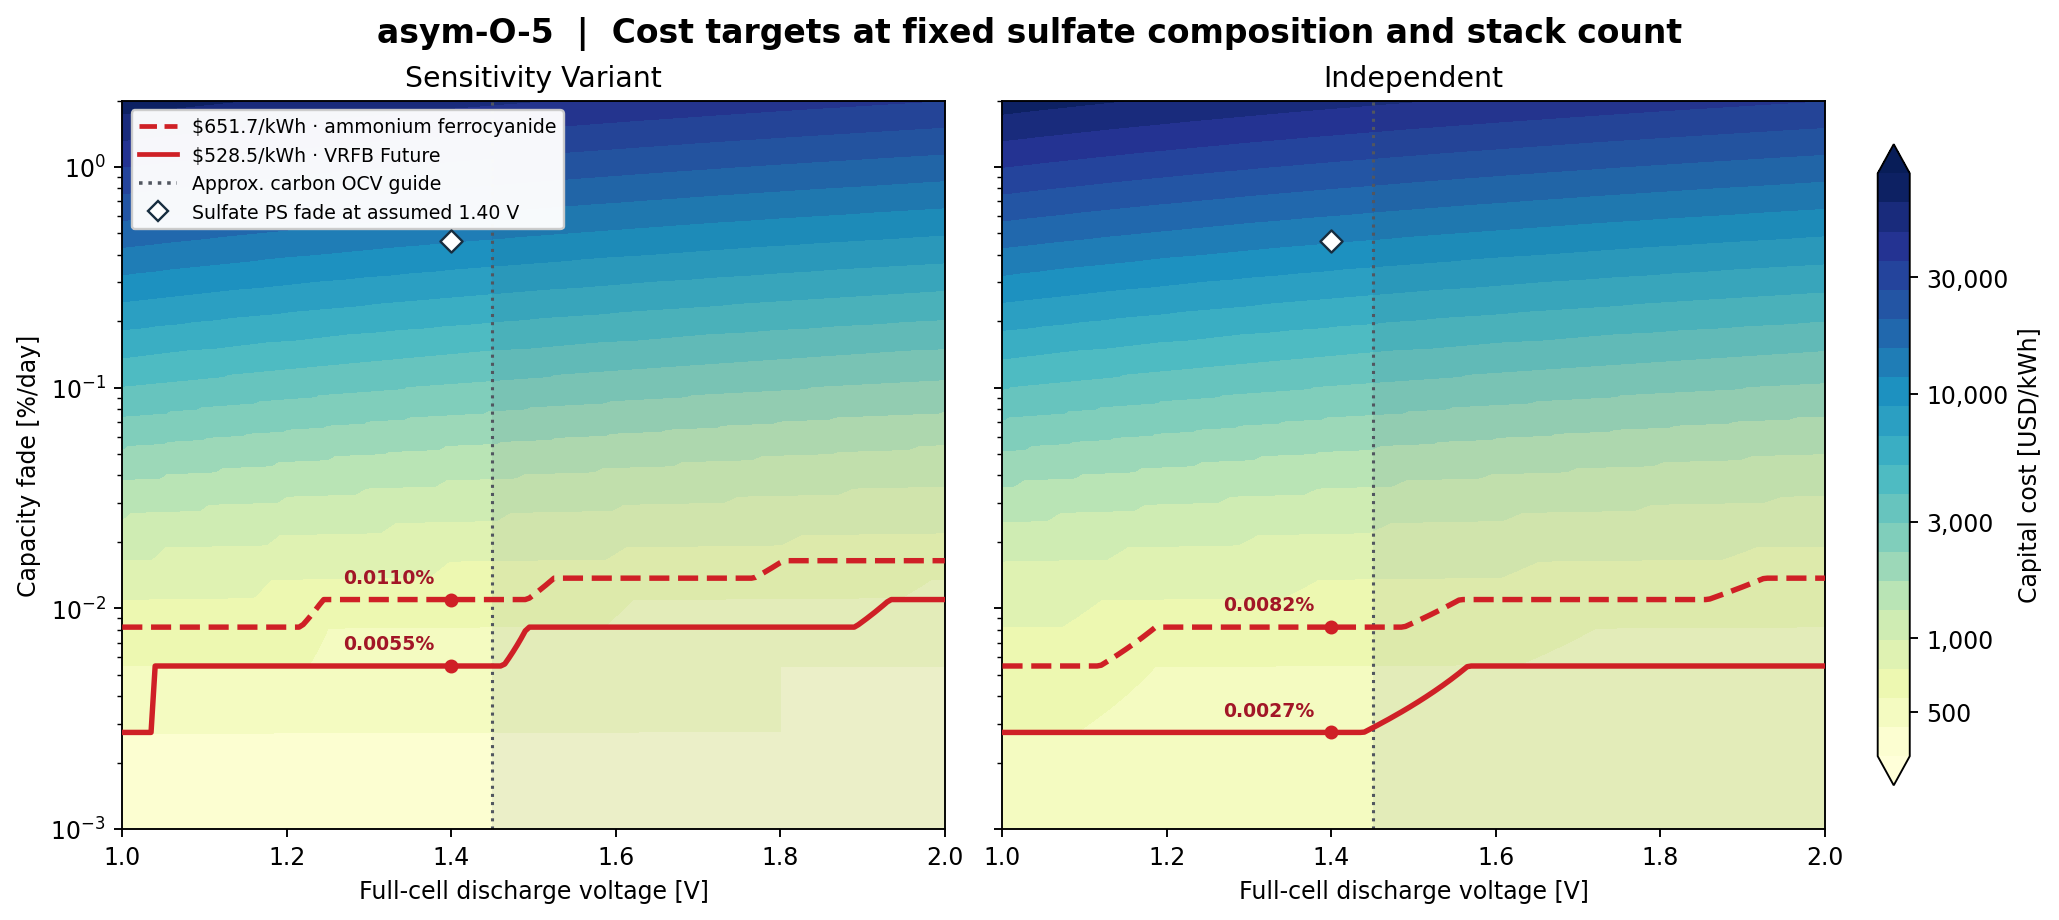 asym-O-5 | Cost targets at fixed sulfate composition and stack count
Sensitivity Variant
Independent
$651.7/kWh · ammonium ferrocyanide
$528.5/kWh · VRFB Future
Approx. carbon OCV guide
Sulfate PS fade at assumed 1.40 V
Capacity fade [%/day]
10⁰
10⁻¹
10⁻²
10⁻³
0.0110%
0.0055%
0.0082%
0.0027%
1.0 1.2 1.4 1.6 1.8 2.0
1.0 1.2 1.4 1.6 1.8 2.0
Full-cell discharge voltage [V]
Full-cell discharge voltage [V]
30,000
10,000
3,000
1,000
500
Capital cost [USD/kWh]